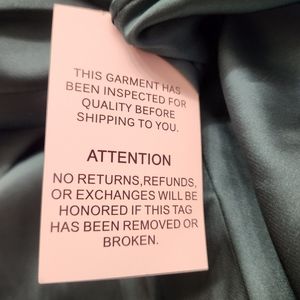 THIS GARMENT HAS
BEEN INSPECTED FOR
QUALITY BEFORE
SHIPPING TO YOU.
ATTENTION
NO RETURNS,REFUNDS,
OR EXCHANGES WILL BE
HONORED IF THIS TAG
HAS BEEN REMOVED OR
BROKEN.